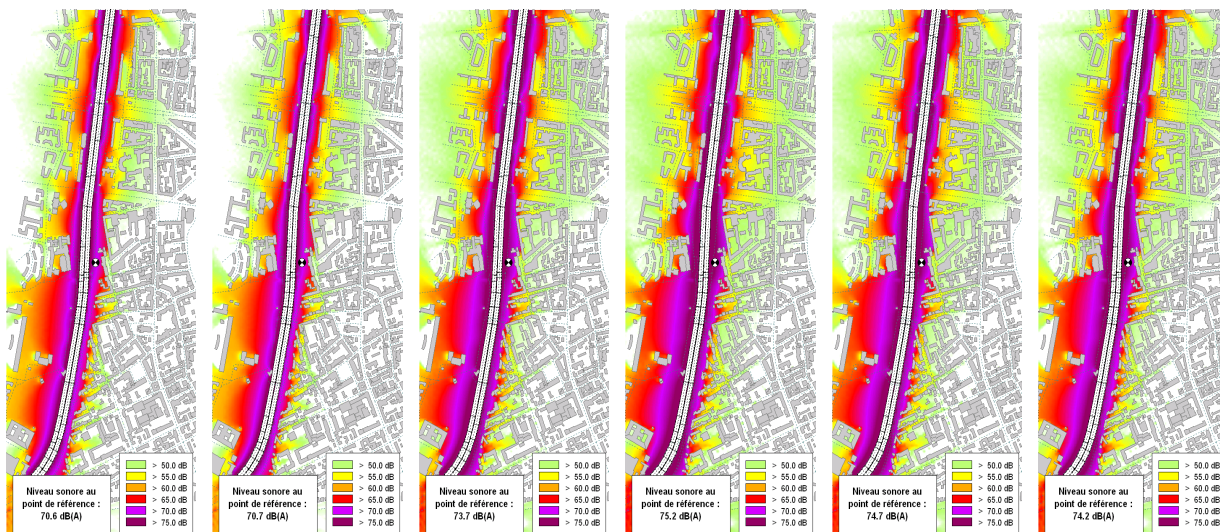 > 50.0 dB
> 55.0 dB
> 60.0 dB
> 65.0 dB
> 70.0 dB
> 75.0 dB
Niveau sonore au
point de référence :
70.6 dB(A)
> 50.0 dB
> 55.0 dB
> 60.0 dB
> 65.0 dB
> 70.0 dB
> 75.0 dB
Niveau sonore au
point de référence :
70.7 dB(A)
> 50.0 dB
> 55.0 dB
> 60.0 dB
> 65.0 dB
> 70.0 dB
> 75.0 dB
Niveau sonore au
point de référence :
73.7 dB(A)
> 50.0 dB
> 55.0 dB
> 60.0 dB
> 65.0 dB
> 70.0 dB
> 75.0 dB
Niveau sonore au
point de référence :
75.2 dB(A)
> 50.0 dB
> 55.0 dB
> 60.0 dB
> 65.0 dB
> 70.0 dB
> 75.0 dB
Niveau sonore au
point de référence :
74.7 dB(A)
> 50.0 dB
> 55.0 dB
> 60.0 dB
> 65.0 dB
> 70.0 dB
> 75.0 dB
Niveau sonore au
point de référence :
74.2 dB(A)